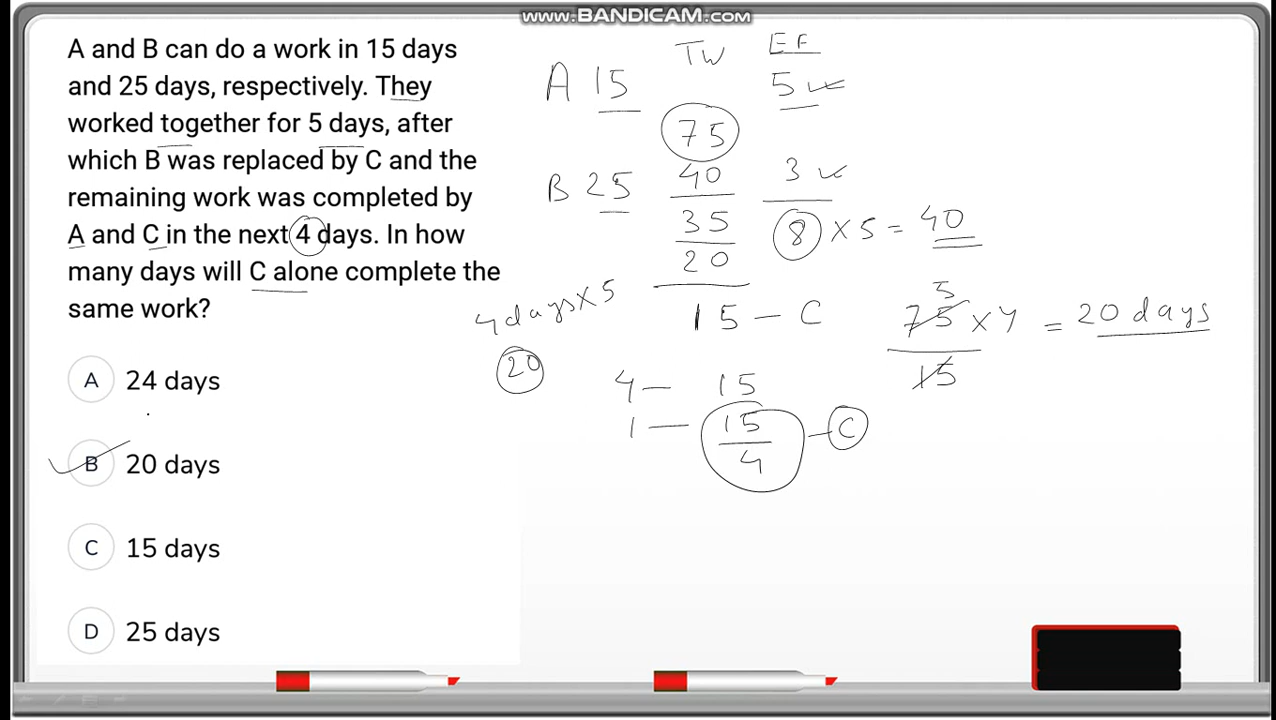 www.BANDICAM.com
A and B can do a work in 15 days
and 25 days, respectively. They
worked together for 5 days, after
which B was replaced by C and the
remaining work was completed by
A and C in the next 4 days. In how
many days will C alone complete the
same work?
A 24 days
B 20 days
C 15 days
D 25 days
TW EF
A 15 5
75
B 25 40 3
35 8 × 5 = 40
20
4 days × 5
20
15 – C
4 – 15
1 – 15/4 – C
5
75 × 4 = 20 days
15